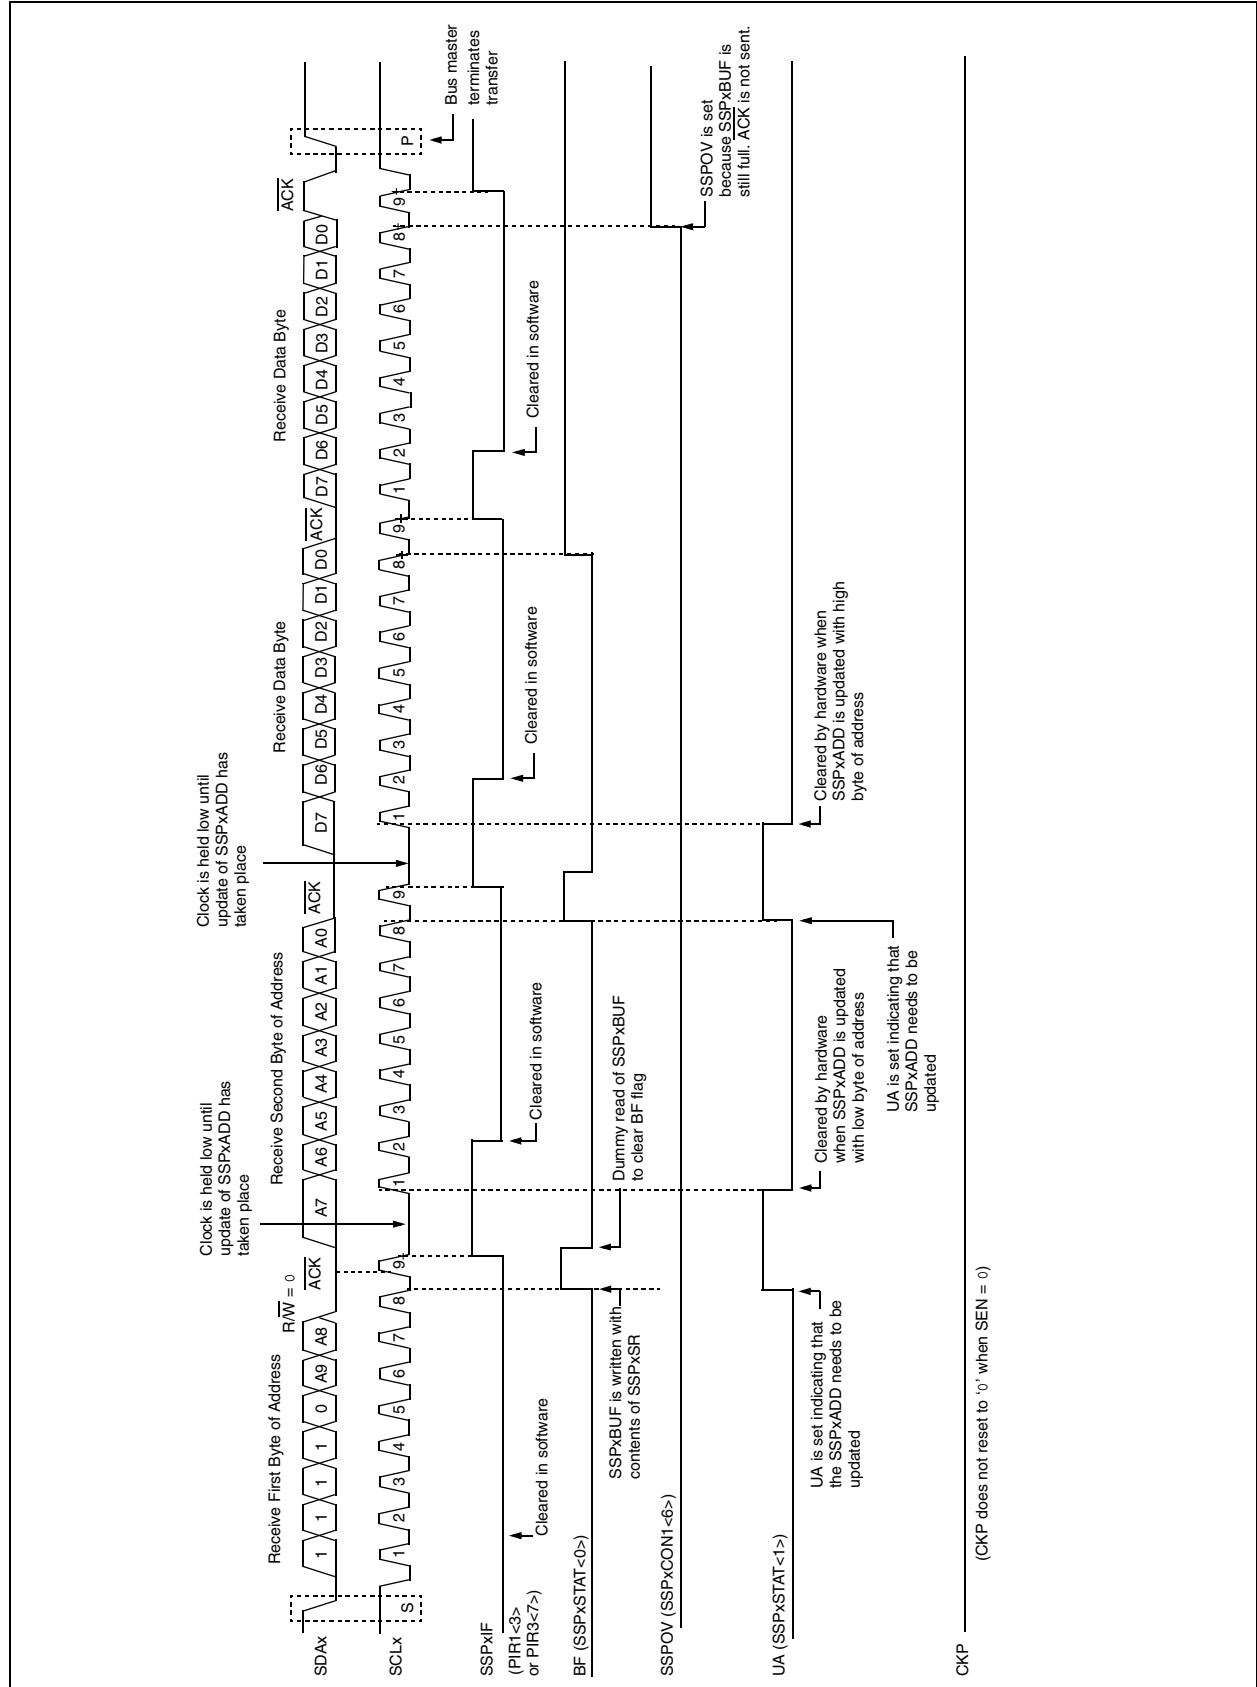 Receive First Byte of Address
Receive Second Byte of Address
Receive Data Byte
Receive Data Byte
Clock is held low until
update of SSPxADD has
taken place
Clock is held low until
update of SSPxADD has
taken place
R/W̅ = 0
SDAx
1
1
1
1
0
A9
A8
A̅C̅K̅
A7
A6
A5
A4
A3
A2
A1
A0
A̅C̅K̅
D7
D6
D5
D4
D3
D2
D1
D0
A̅C̅K̅
D7
D6
D5
D4
D3
D2
D1
D0
A̅C̅K̅
SCLx
S
1
2
3
4
5
6
7
8
9
1
2
3
4
5
6
7
8
9
1
2
3
4
5
6
7
8
9
1
2
3
4
5
6
7
8
9
P
Bus master
terminates
transfer
SSPxIF
(PIR1<3>
or PIR3<7>)
Cleared in software
Cleared in software
Cleared in software
Cleared in software
BF (SSPxSTAT<0>)
SSPxBUF is written with
contents of SSPxSR
Dummy read of SSPxBUF
to clear BF flag
SSPOV (SSPxCON1<6>)
SSPOV is set
because SSPxBUF is
still full. A̅C̅K̅ is not sent.
UA (SSPxSTAT<1>)
UA is set indicating that
the SSPxADD needs to be
updated
Cleared by hardware
when SSPxADD is updated
with low byte of address
UA is set indicating that
SSPxADD needs to be
updated
Cleared by hardware when
SSPxADD is updated with high
byte of address
CKP
(CKP does not reset to ‘0’ when SEN = 0)